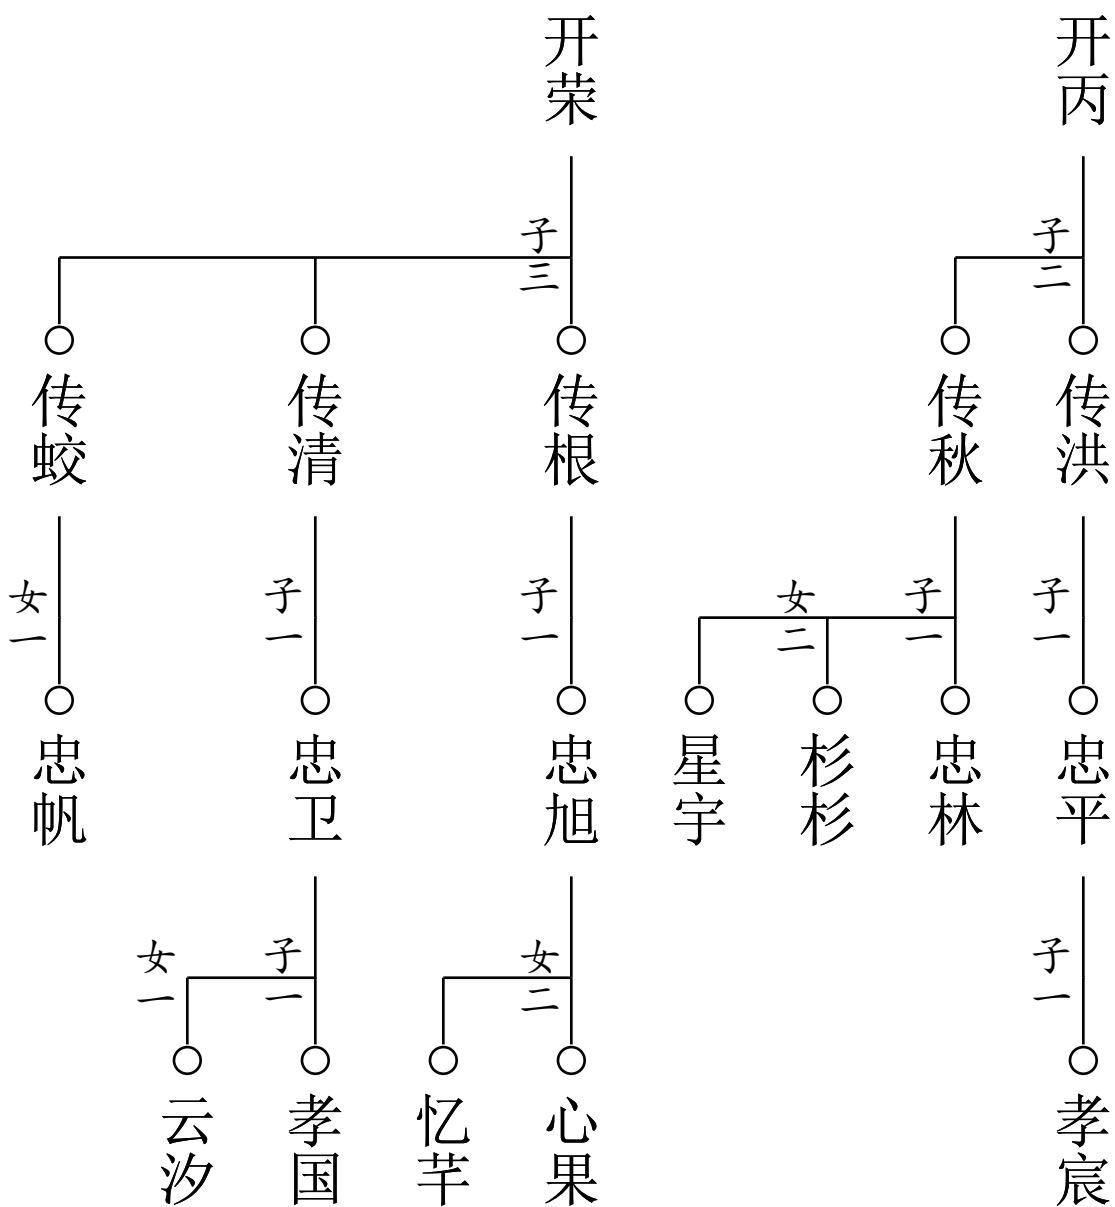 开丙
子二
传洪
传秋
子一
忠平
子一
女二
忠林
杉杉
星宇
子一
孝宸
开荣
子三
传根
传清
传蛟
子一
忠旭
女二
心果
忆芊
子一
忠卫
子一
女一
孝国
云汐
女一
忠帆